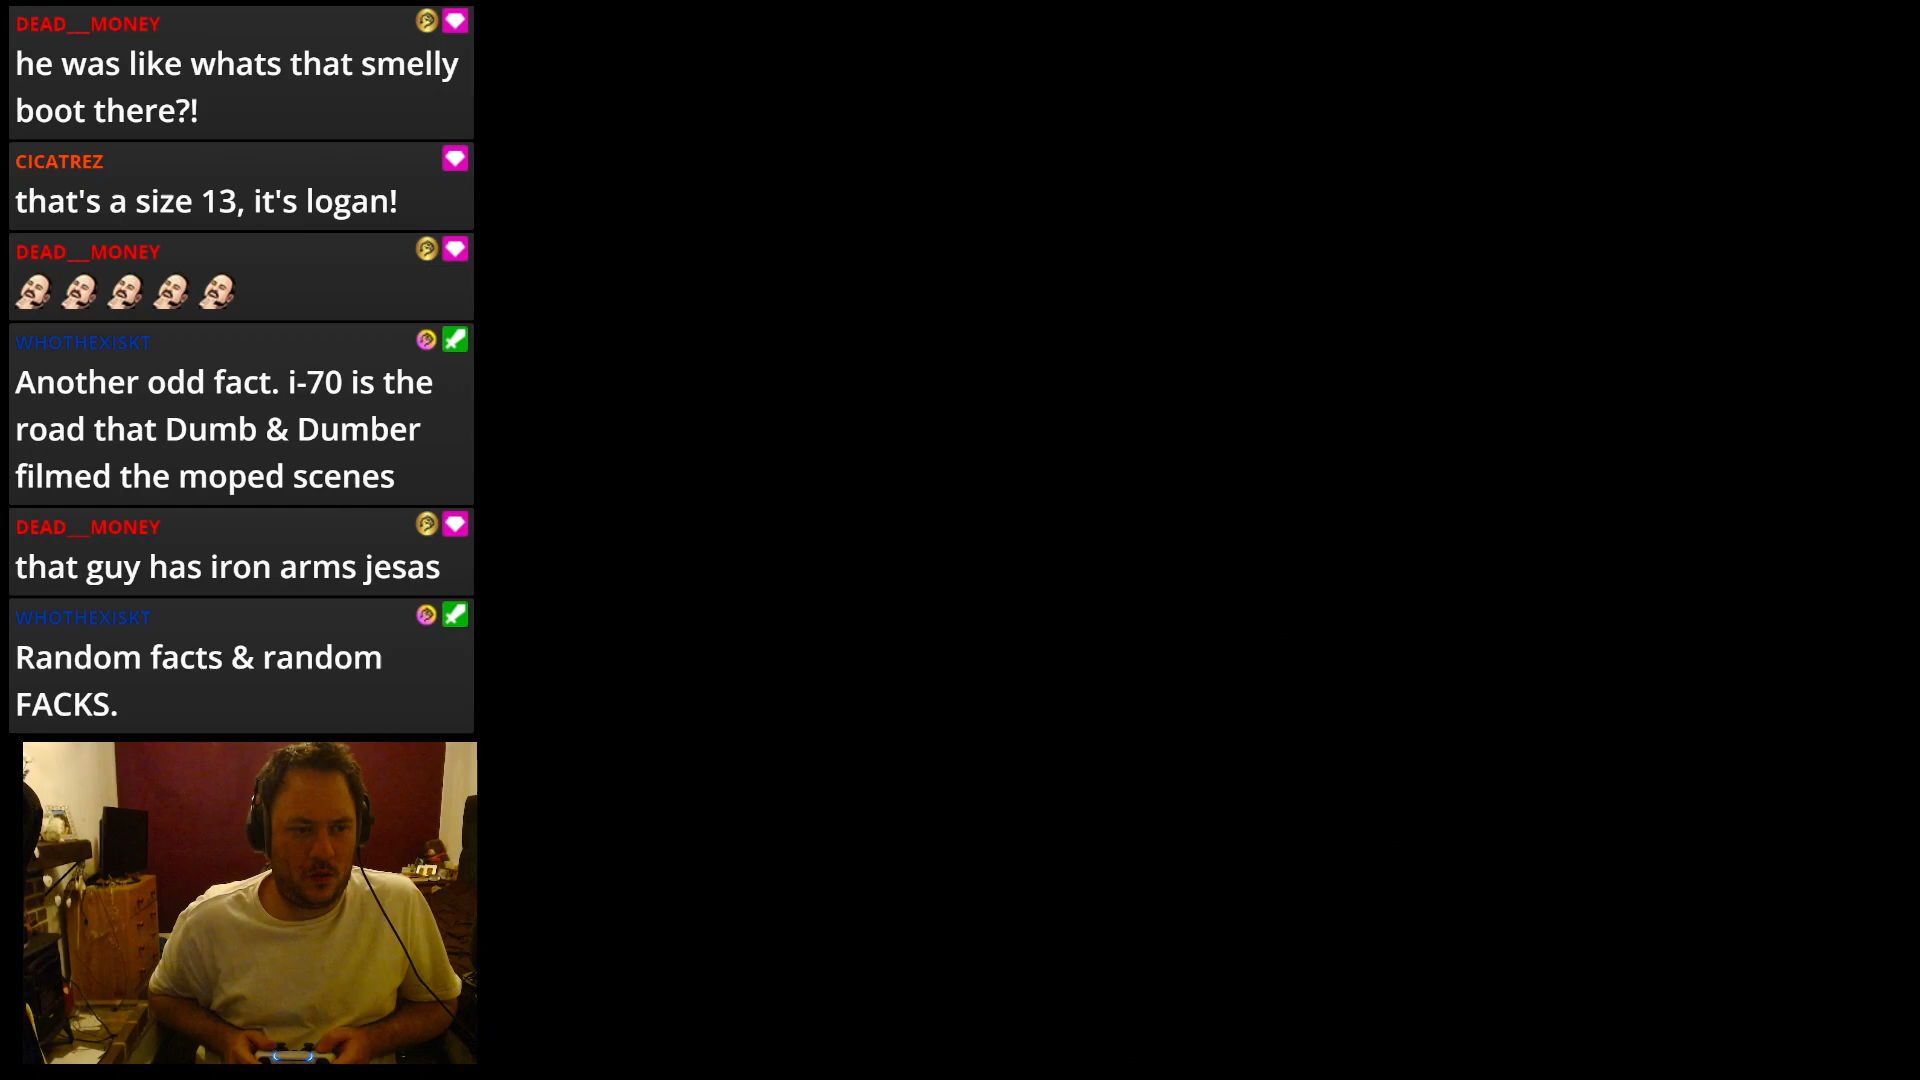 DEAD__MONEY
he was like whats that smelly
boot there?!
CICATREZ
that's a size 13, it's logan!
DEAD__MONEY
WHOTHEXISKT
Another odd fact. i-70 is the
road that Dumb & Dumber
filmed the moped scenes
DEAD__MONEY
that guy has iron arms jesas
WHOTHEXISKT
Random facts & random
FACKS.